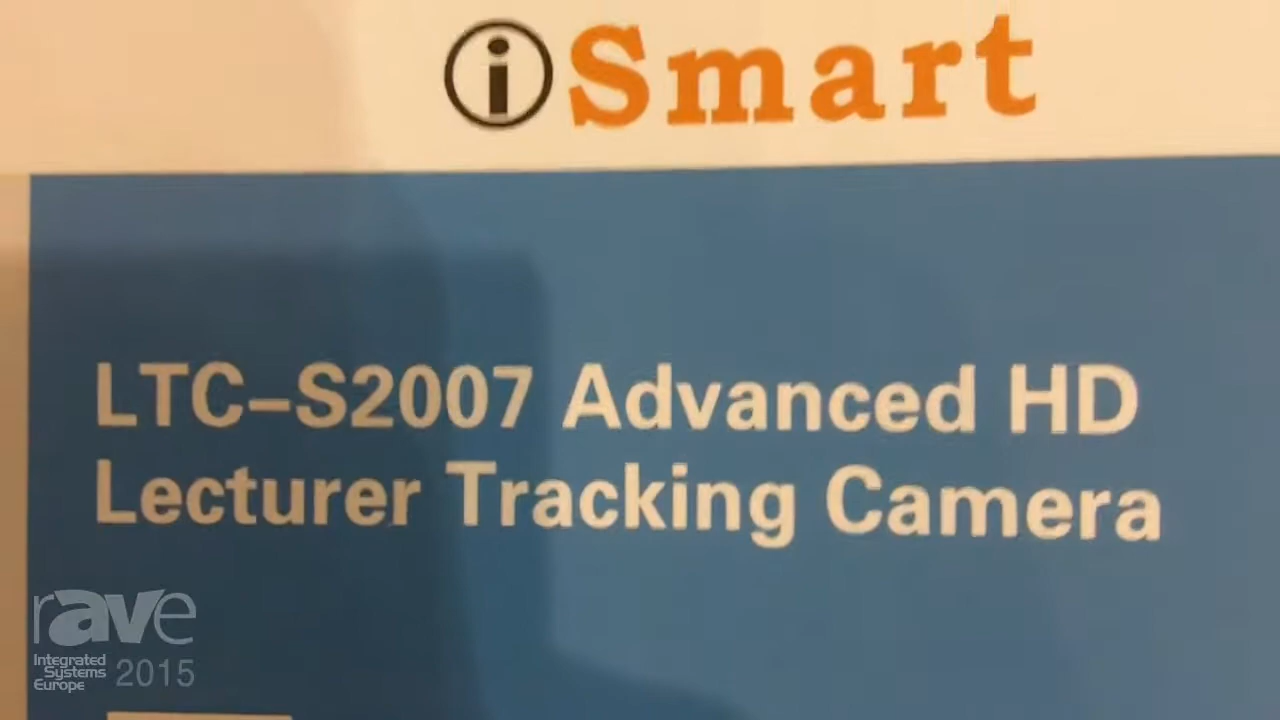 iSmart
LTC-S2007 Advanced HD
Lecturer Tracking Camera
rAVe
Integrated
Systems
Europe
2015